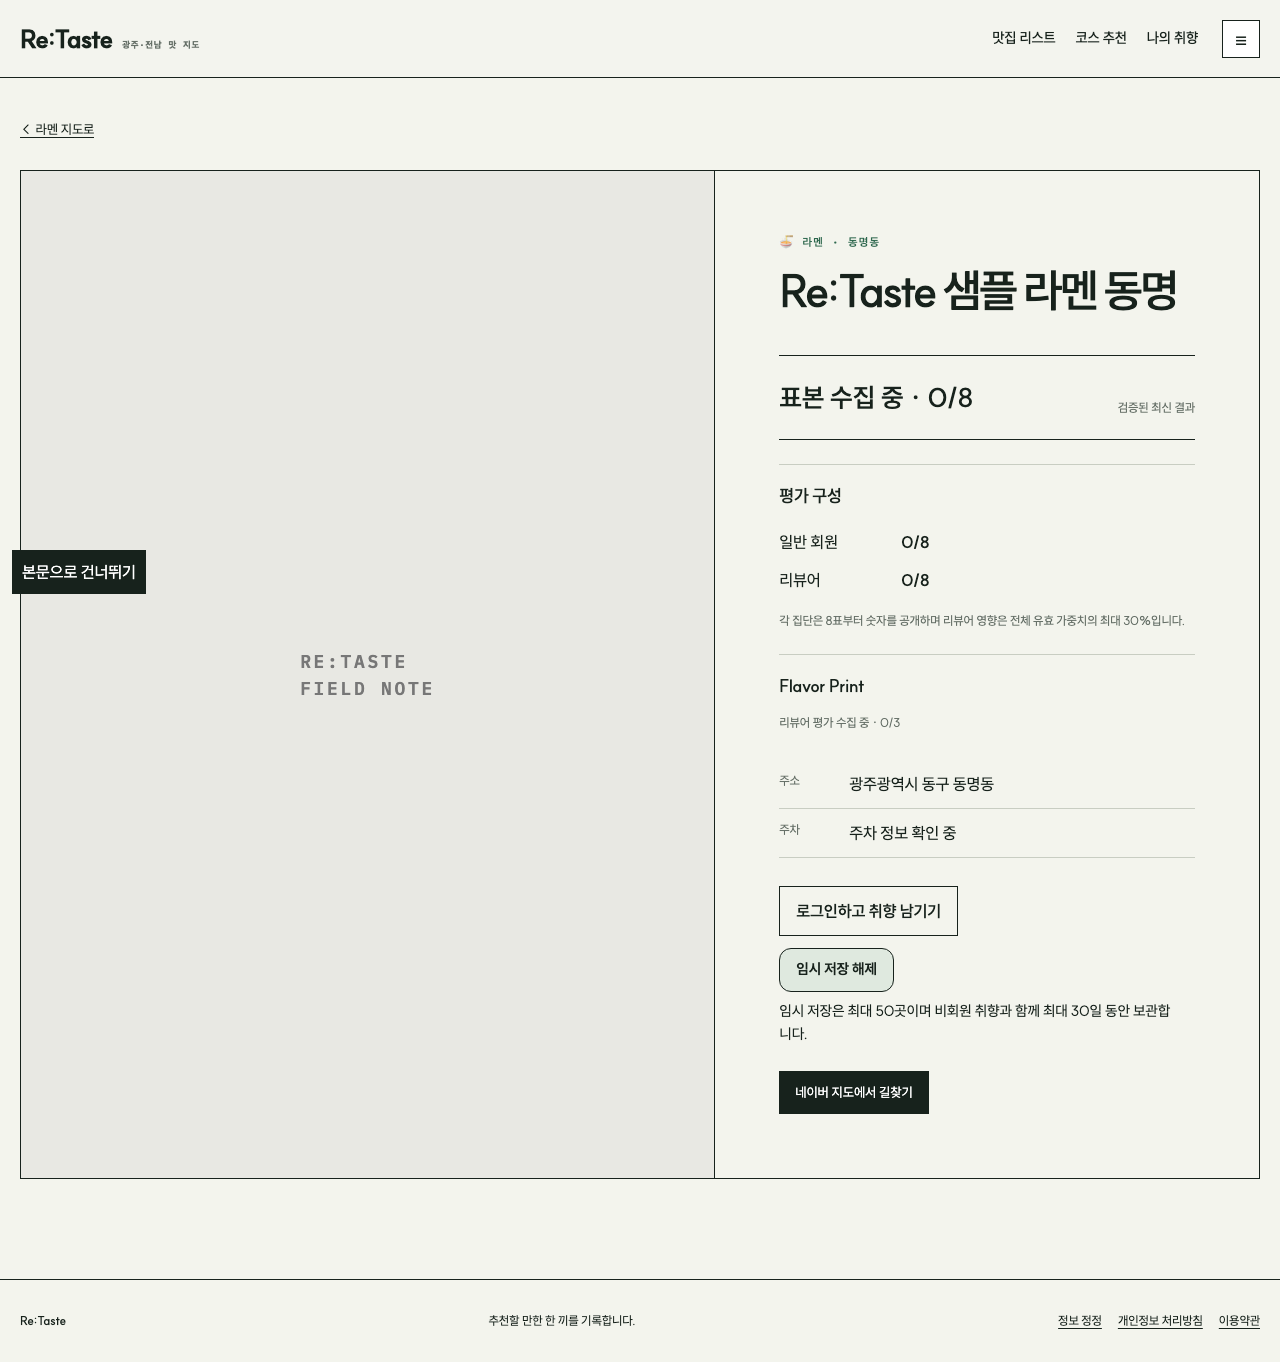 Re:Taste 광주·전남 맛 지도
맛집 리스트 코스 추천 나의 취향
라멘 지도로
라멘 · 동명동
Re:Taste 샘플 라멘 동명
표본 수집 중 · 0/8
검증된 최신 결과
평가 구성
일반 회원 0/8
본문으로 건너뛰기
리뷰어 0/8
각 집단은 8표부터 숫자를 공개하며 리뷰어 영향은 전체 유효 가중치의 최대 30%입니다.
RE:TASTE
FIELD NOTE
Flavor Print
리뷰어 평가 수집 중 · 0/3
주소 광주광역시 동구 동명동
주차 주차 정보 확인 중
로그인하고 취향 남기기
임시 저장 해제
임시 저장은 최대 50곳이며 비회원 취향과 함께 최대 30일 동안 보관합
니다.
네이버 지도에서 길찾기
Re:Taste
추천할 만한 한 끼를 기록합니다.
정보 정정 개인정보 처리방침 이용약관